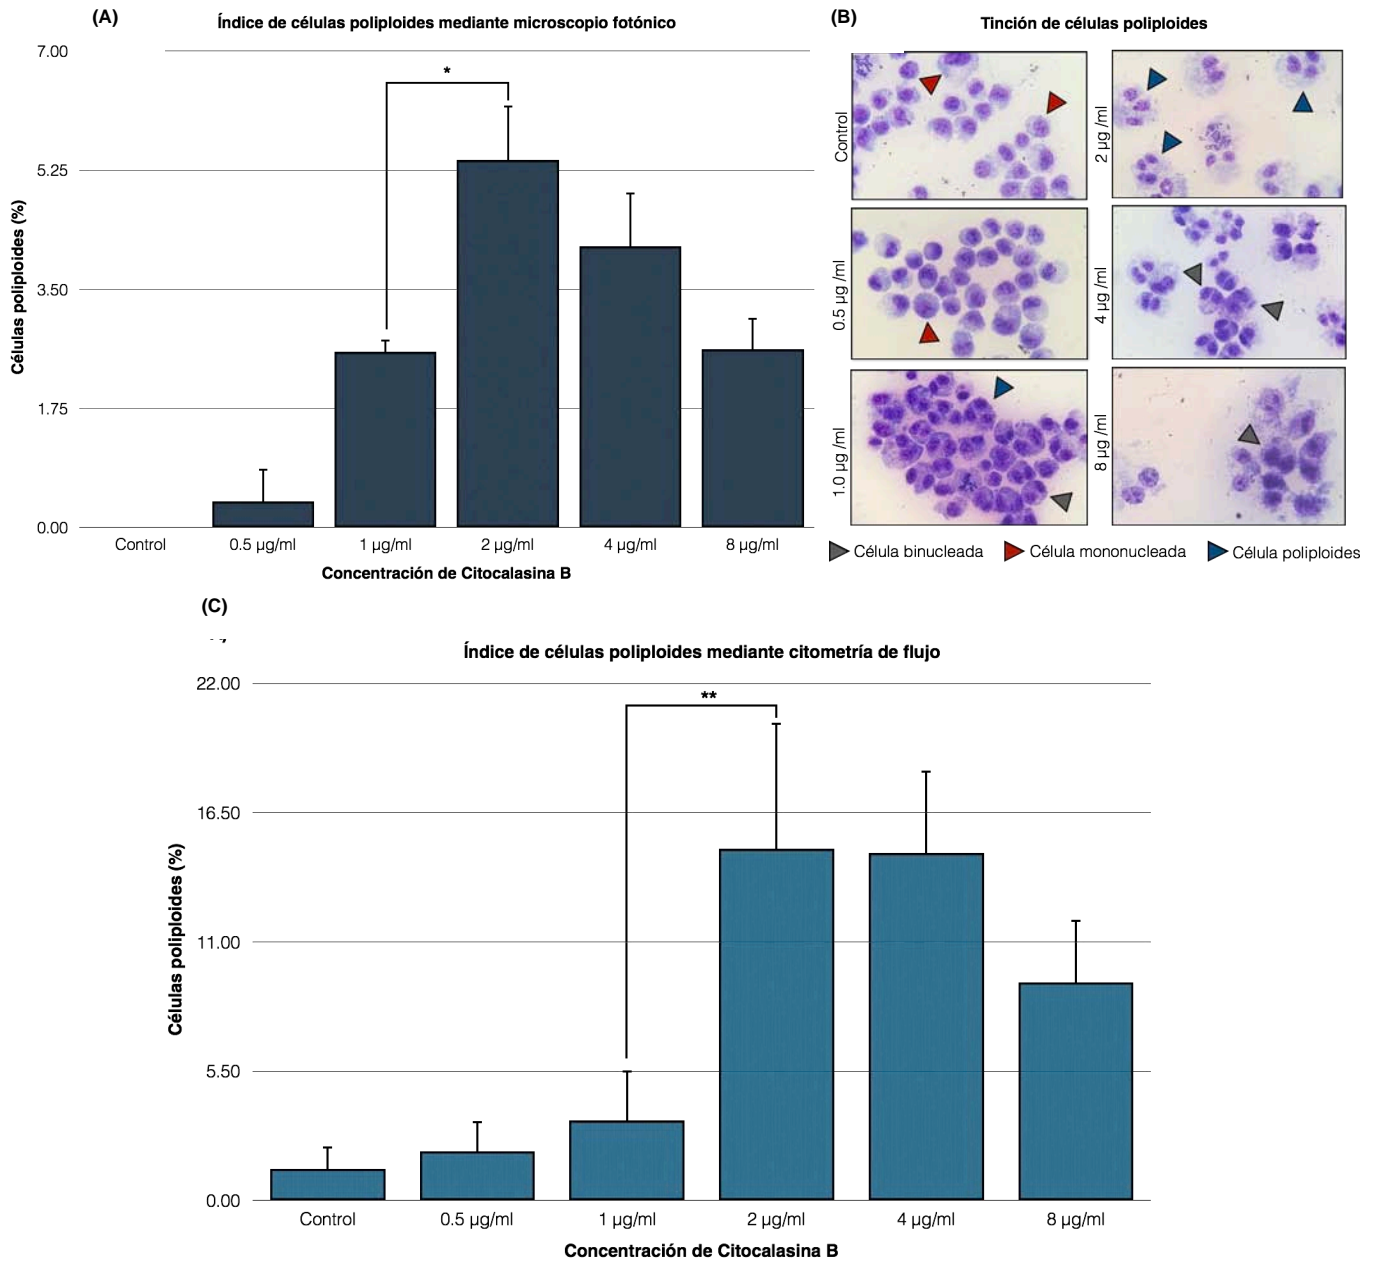 (A)
Índice de células poliploides mediante microscopio fotónico
7.00
5.25
3.50
1.75
0.00
*
Células poliploides (%)
Control
0.5 µg/ml
1 µg/ml
2 µg/ml
4 µg/ml
8 µg/ml
Concentración de Citocalasina B
(B)
Tinción de células poliploides
Control
0.5 µg /ml
1.0 µg /ml
2 µg /ml
4 µg /ml
8 µg /ml
Célula binucleada
Célula mononucleada
Célula poliploides
(C)
Índice de células poliploides mediante citometría de flujo
22.00
16.50
11.00
5.50
0.00
**
Células poliploides (%)
Control
0.5 µg/ml
1 µg/ml
2 µg/ml
4 µg/ml
8 µg/ml
Concentración de Citocalasina B